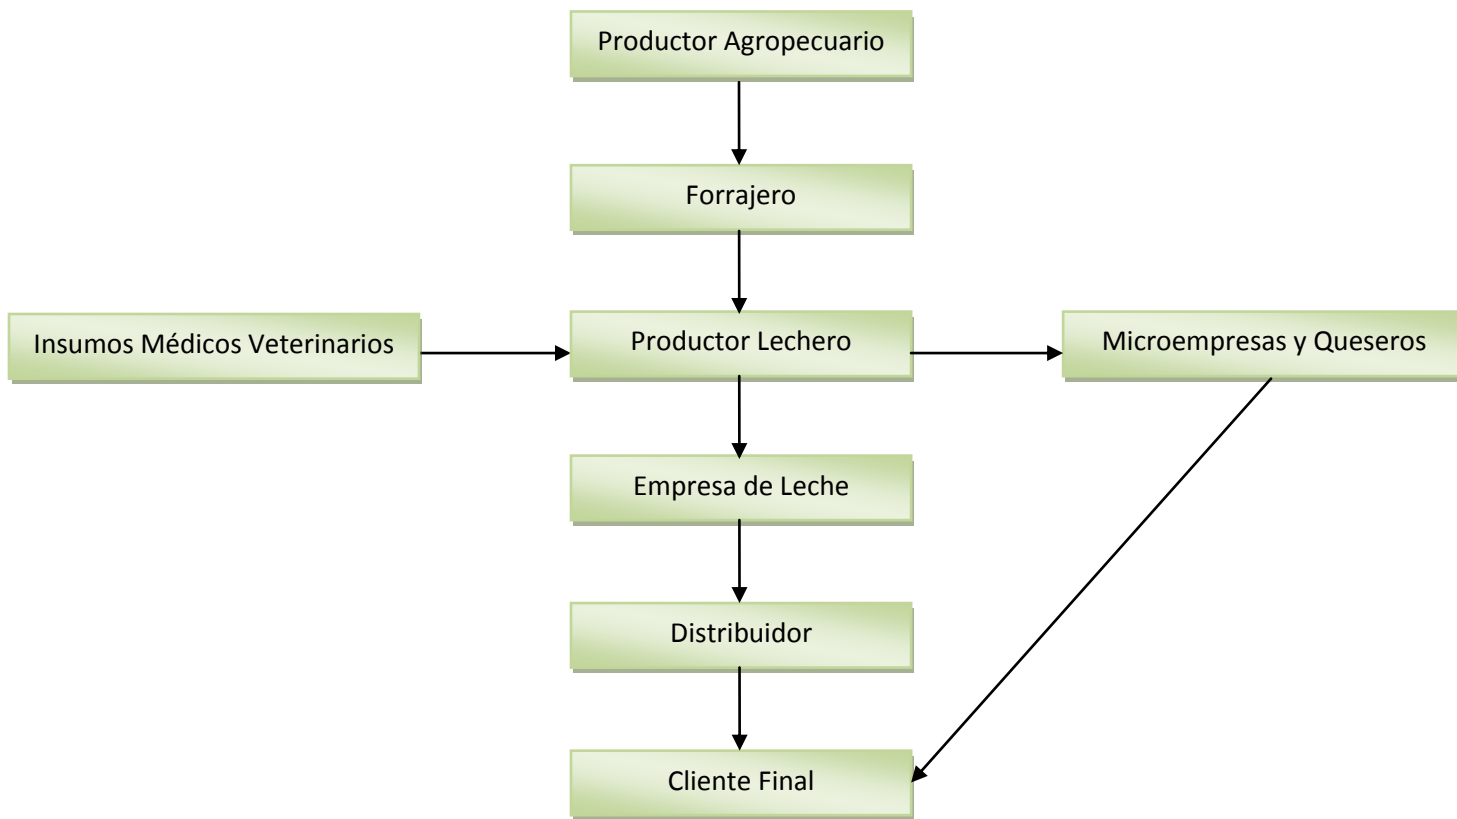 Productor Agropecuario
Forrajero
Insumos Médicos Veterinarios
Productor Lechero
Microempresas y Queseros
Empresa de Leche
Distribuidor
Cliente Final